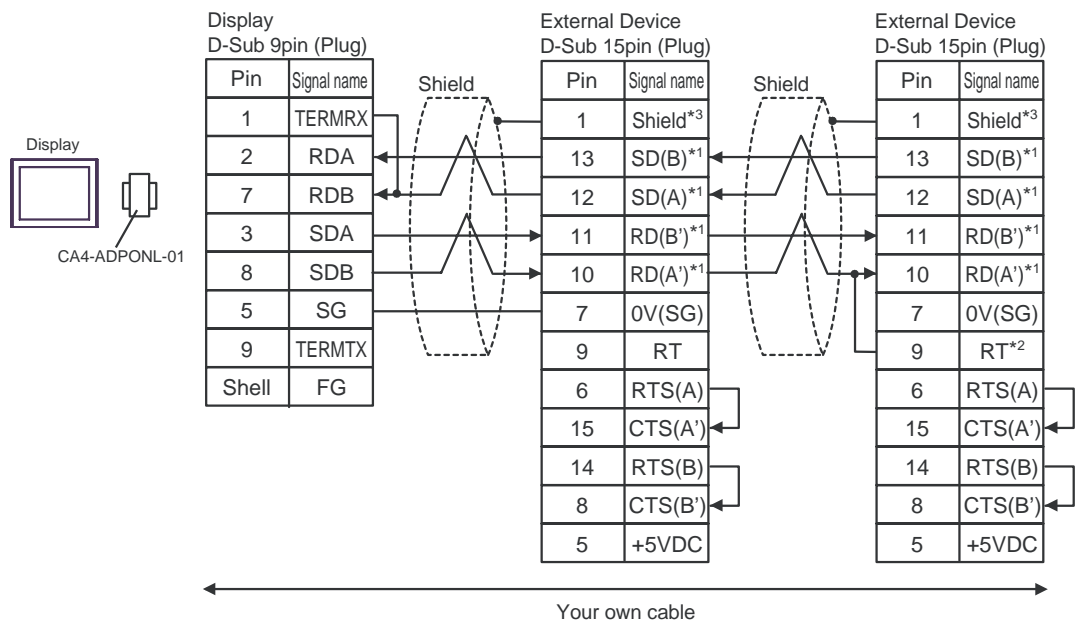 Display
D-Sub 9pin (Plug)
External Device
D-Sub 15pin (Plug)
External Device
D-Sub 15pin (Plug)
Pin Signal name Shield Pin Signal name Shield Pin Signal name
1 TERMRX 1 Shield*3 1 Shield*3
Display 2 RDA 13 SD(B)*1 13 SD(B)*1
7 RDB 12 SD(A)*1 12 SD(A)*1
3 SDA 11 RD(B')*1 11 RD(B')*1
CA4-ADPONL-01 8 SDB 10 RD(A')*1 10 RD(A')*1
5 SG 7 0V(SG) 7 0V(SG)
9 TERMTX 9 RT 9 RT*2
Shell FG 6 RTS(A) 6 RTS(A)
15 CTS(A') 15 CTS(A')
14 RTS(B) 14 RTS(B)
8 CTS(B') 8 CTS(B')
5 +5VDC 5 +5VDC
Your own cable